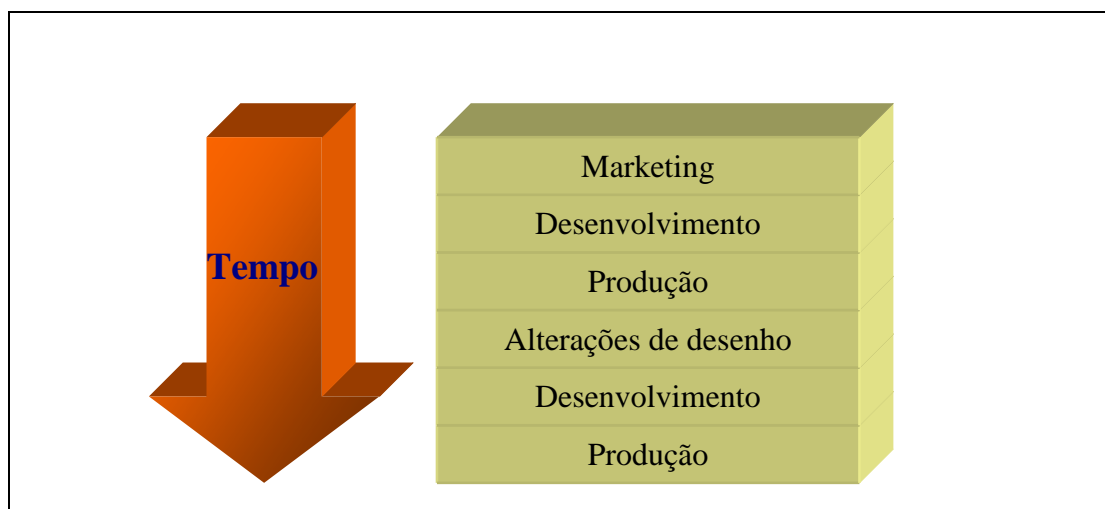 Tempo
Marketing
Desenvolvimento
Produção
Alterações de desenho
Desenvolvimento
Produção